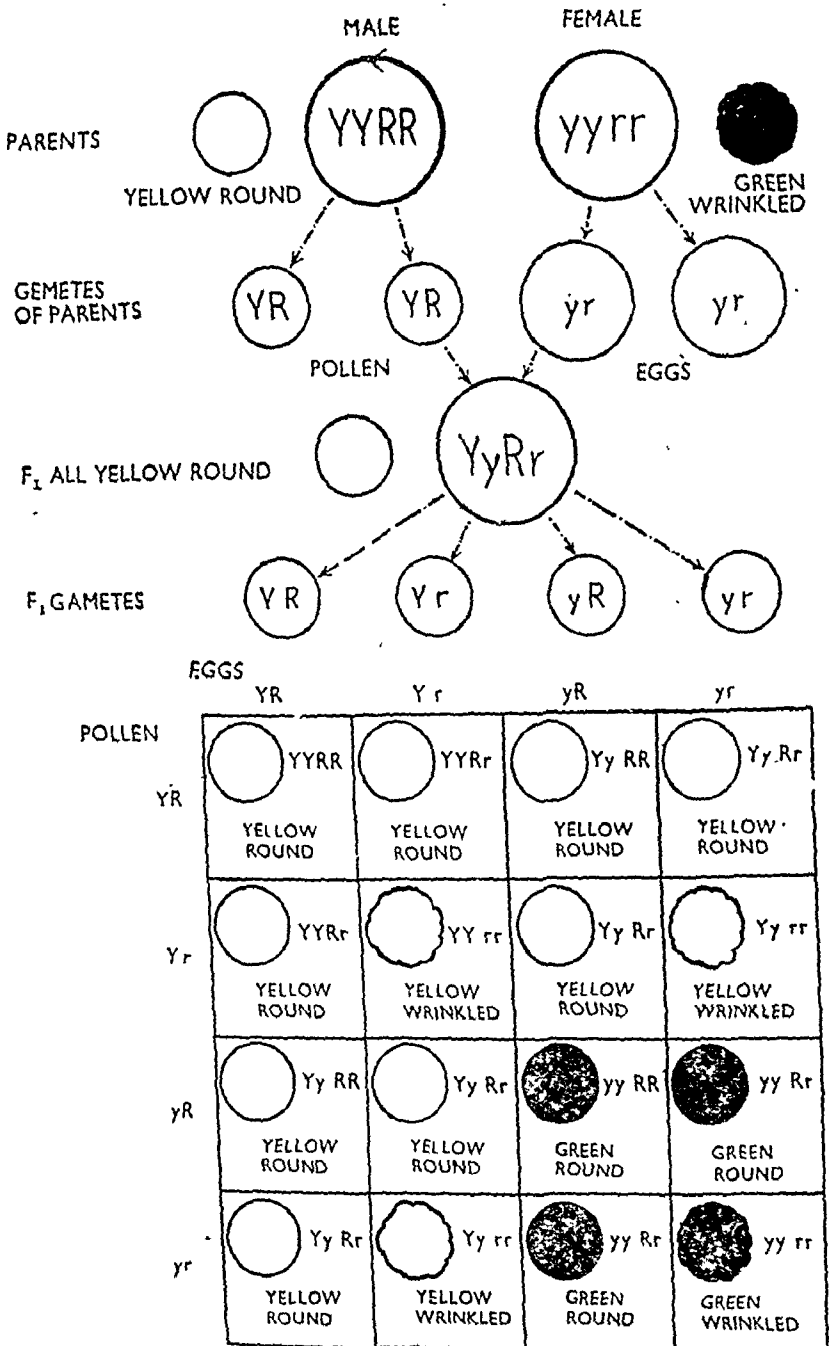 MALE
FEMALE
PARENTS
YYRR
yyrr
YELLOW ROUND
GREEN
WRINKLED
GEMETES
OF PARENTS
YR
YR
yr
yr
POLLEN
EGGS
F₁ ALL YELLOW ROUND
YyRr
F₁ GAMETES
YR
Yr
yR
yr
EGGS
YR
Yr
yR
yr
POLLEN
YR
YYRR
YYRr
Yy RR
Yy Rr
YELLOW
ROUND
YELLOW
ROUND
YELLOW
ROUND
YELLOW
ROUND
Yr
YYRr
YY rr
Yy Rr
Yy rr
YELLOW
ROUND
YELLOW
WRINKLED
YELLOW
ROUND
YELLOW
WRINKLED
yR
Yy RR
Yy Rr
yy RR
yy Rr
YELLOW
ROUND
YELLOW
ROUND
GREEN
ROUND
GREEN
ROUND
yr
Yy Rr
Yy rr
yy Rr
yy rr
YELLOW
ROUND
YELLOW
WRINKLED
GREEN
ROUND
GREEN
WRINKLED